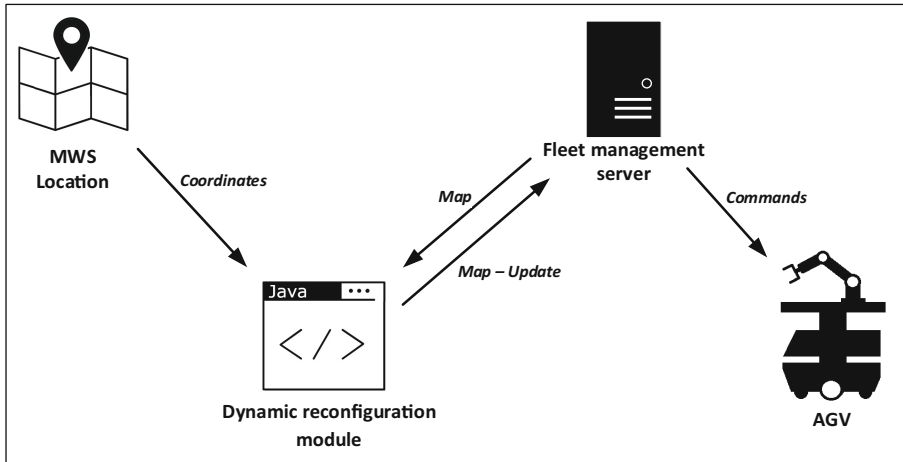 MWS
Location
Coordinates
Fleet management
server
Map
Commands
Map – Update
Java
</>
Dynamic reconfiguration
module
AGV